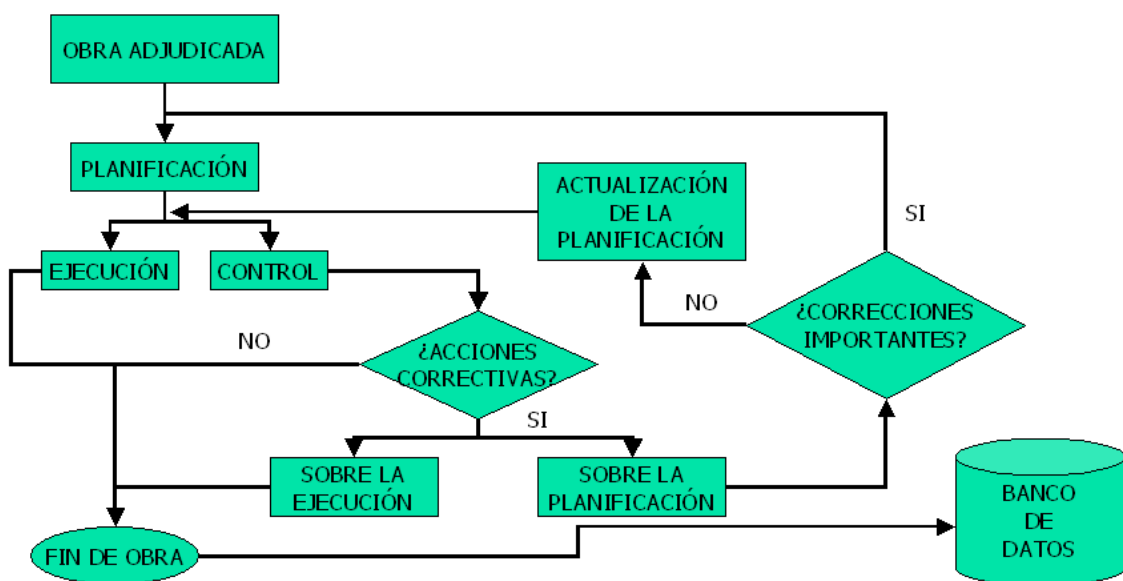 OBRA ADJUDICADA
PLANIFICACIÓN
ACTUALIZACIÓN
DE LA
PLANIFICACIÓN
SI
EJECUCIÓN
CONTROL
NO
¿CORRECCIONES
IMPORTANTES?
NO
¿ACCIONES
CORRECTIVAS?
SI
SOBRE LA
EJECUCIÓN
SOBRE LA
PLANIFICACIÓN
BANCO
DE
DATOS
FIN DE OBRA